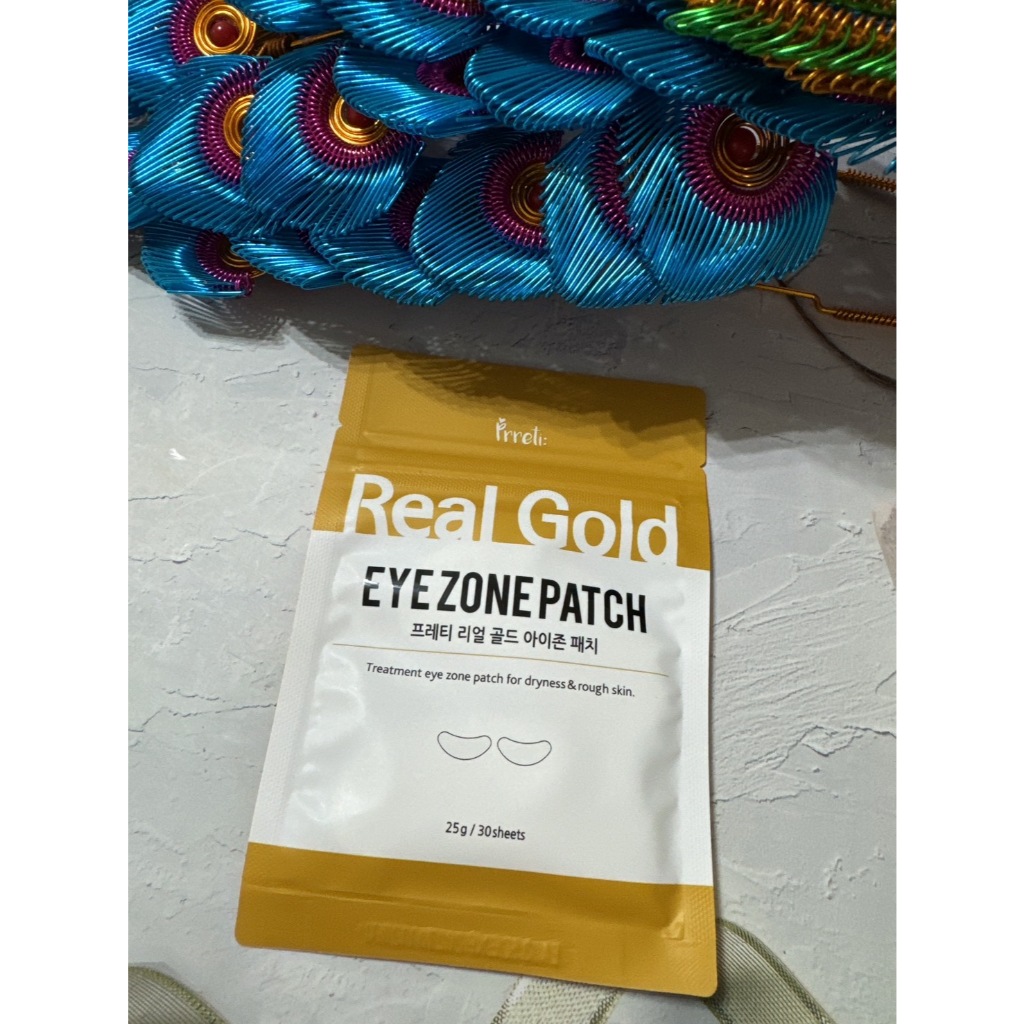 Prreti:
Real Gold
EYE ZONE PATCH
프레티 리얼 골드 아이존 패치
Treatment eye zone patch for dryness & rough skin.
25g / 30sheets